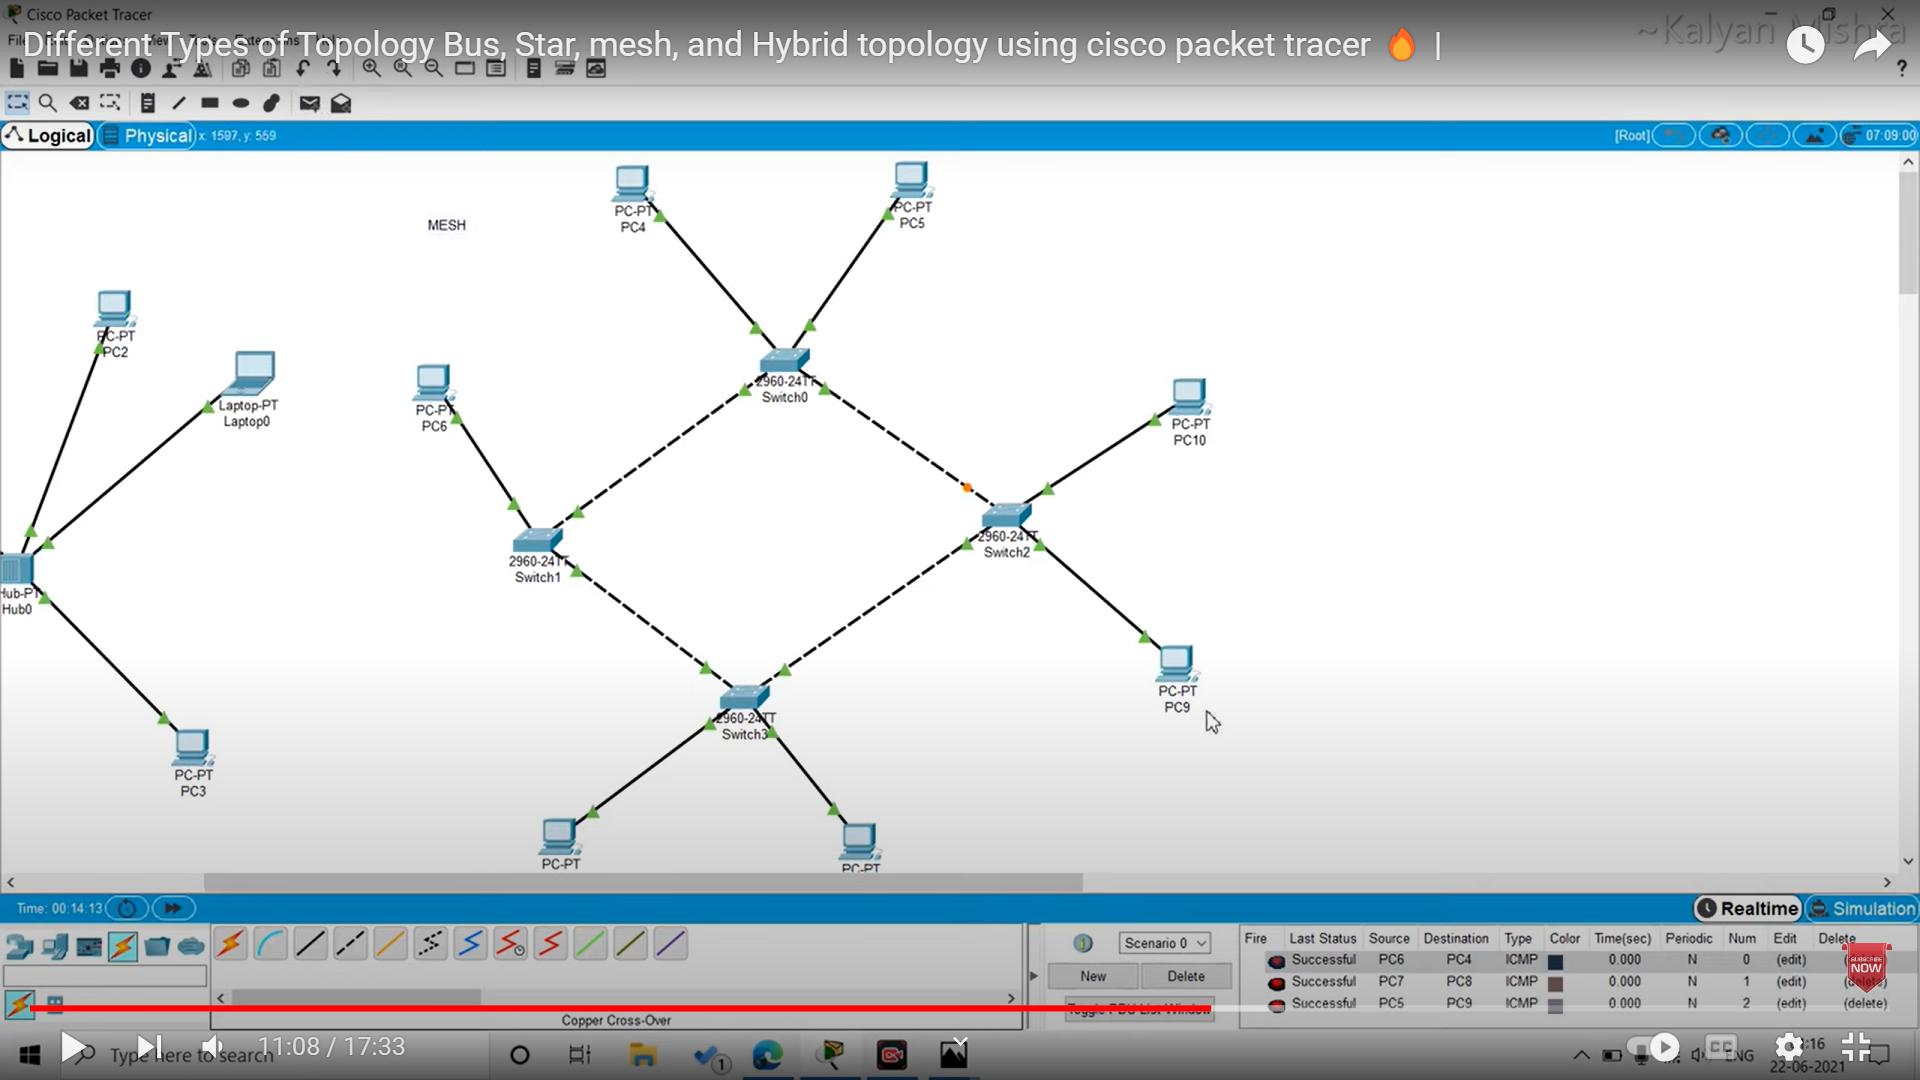 Cisco Packet Tracer
~Kalyan Mishra
Different Types of Topology Bus, Star, mesh, and Hybrid topology using cisco packet tracer 🔥 |
?
Logical
Physical
x: 1597, y: 559
[Root]
07:09:00
MESH
PC-PT
PC4
PC-PT
PC5
PC-PT
PC2
Laptop-PT
Laptop0
PC-PT
PC6
2960-24TT
Switch0
PC-PT
PC10
2960-24TT
Switch1
2960-24TT
Switch2
Hub-PT
Hub0
PC-PT
PC9
2960-24TT
Switch3
PC-PT
PC3
PC-PT
PC-PT
Time: 00:14:13
Realtime
Simulation
Scenario 0
New
Delete
Toggle PDU List Window
Copper Cross-Over
Fire Last Status Source Destination Type Color Time(sec) Periodic Num Edit Delete
Successful PC6 PC4 ICMP 0.000 N 0 (edit)
Successful PC7 PC8 ICMP 0.000 N 1 (edit) (delete)
Successful PC5 PC9 ICMP 0.000 N 2 (edit) (delete)
SUBSCRIBE
NOW
11:08 / 17:33
Type here to search
1
CC
ENG
:16
22-06-2021